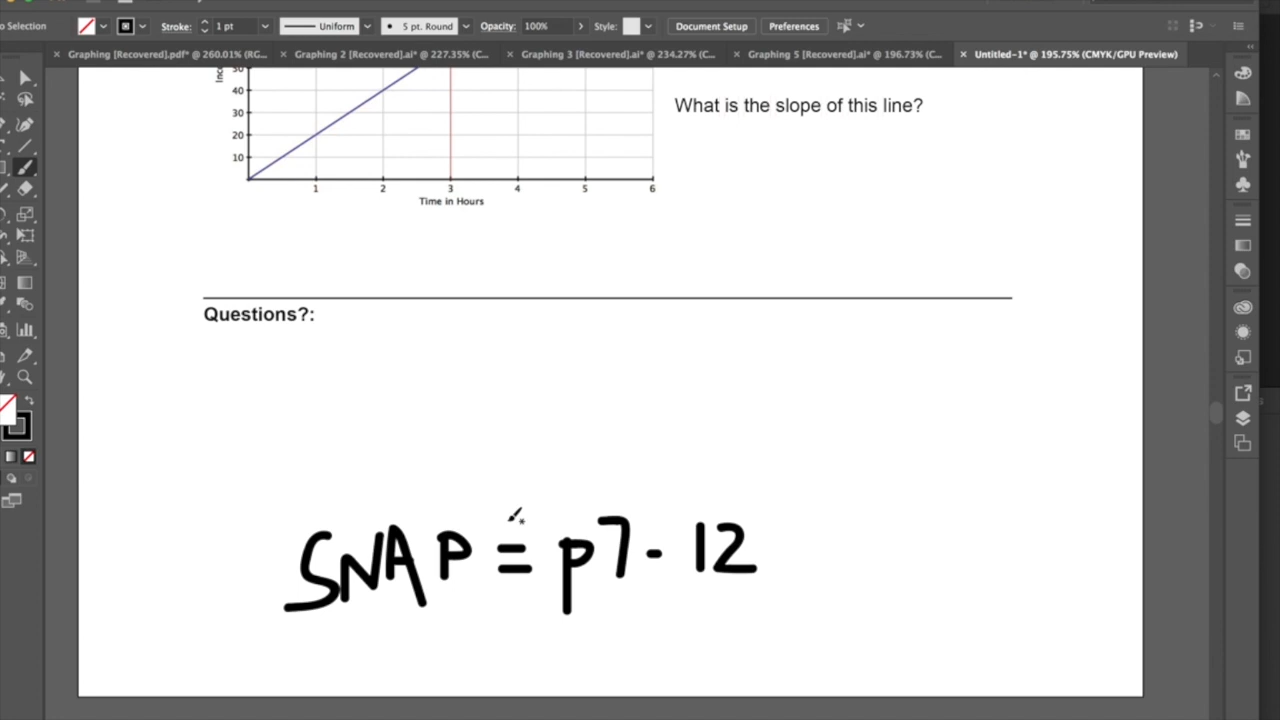 o Selection Stroke: 1 pt Uniform 5 pt. Round Opacity: 100% Style: Document Setup Preferences
× Graphing [Recovered].pdf* @ 260.01% (RG... × Graphing 2 [Recovered].ai* @ 227.35% (C... × Graphing 3 [Recovered].ai* @ 234.27% (C... × Graphing 5 [Recovered].ai* @ 196.73% (C... × Untitled-1* @ 195.75% (CMYK/GPU Preview)
Inc
50
40
30
20
10
1 2 3 4 5 6
Time in Hours
What is the slope of this line?
Questions?:
SNAP = p7 - 12